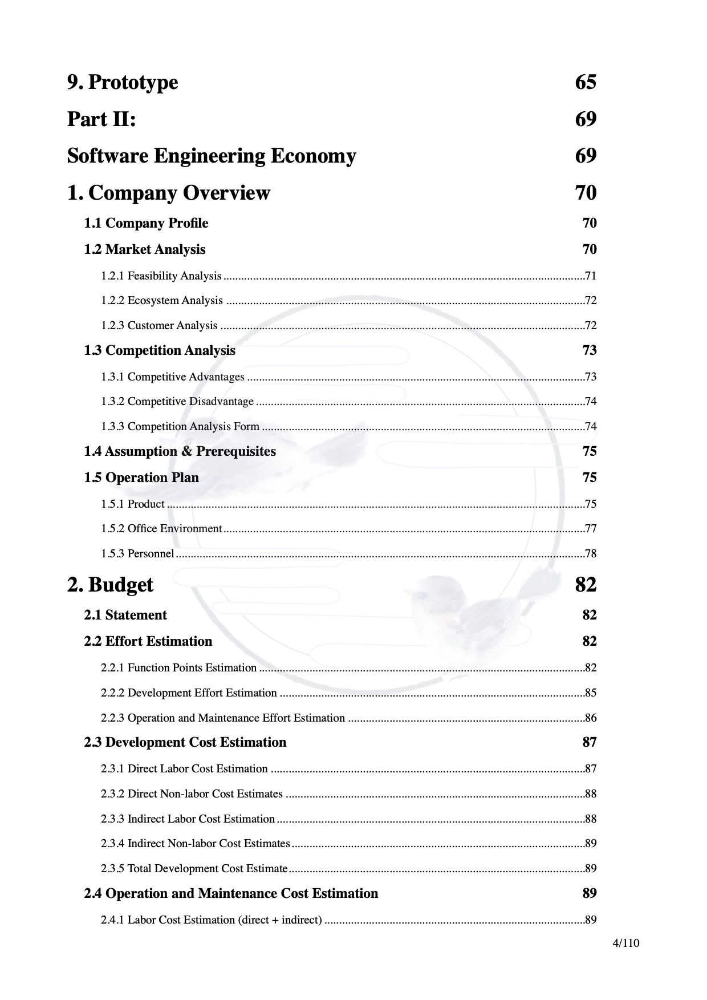 9. Prototype 65
Part II: 69
Software Engineering Economy 69
1. Company Overview 70
1.1 Company Profile 70
1.2 Market Analysis 70
1.2.1 Feasibility Analysis ........................................71
1.2.2 Ecosystem Analysis ........................................72
1.2.3 Customer Analysis ........................................72
1.3 Competition Analysis 73
1.3.1 Competitive Advantages ........................................73
1.3.2 Competitive Disadvantage ........................................74
1.3.3 Competition Analysis Form ........................................74
1.4 Assumption & Prerequisites 75
1.5 Operation Plan 75
1.5.1 Product ........................................75
1.5.2 Office Environment ........................................77
1.5.3 Personnel ........................................78
2. Budget 82
2.1 Statement 82
2.2 Effort Estimation 82
2.2.1 Function Points Estimation ........................................82
2.2.2 Development Effort Estimation ........................................85
2.2.3 Operation and Maintenance Effort Estimation ........................................86
2.3 Development Cost Estimation 87
2.3.1 Direct Labor Cost Estimation ........................................87
2.3.2 Direct Non-labor Cost Estimates ........................................88
2.3.3 Indirect Labor Cost Estimation ........................................88
2.3.4 Indirect Non-labor Cost Estimates ........................................89
2.3.5 Total Development Cost Estimate ........................................89
2.4 Operation and Maintenance Cost Estimation 89
2.4.1 Labor Cost Estimation (direct + indirect) ........................................89
4/110